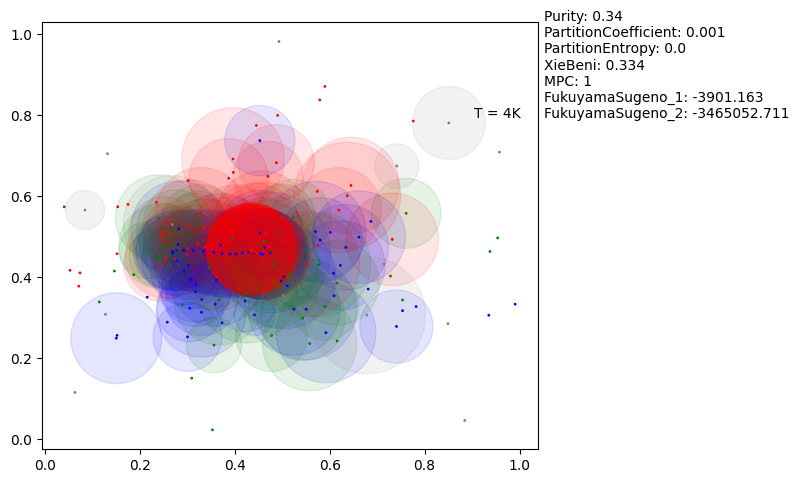 Purity: 0.34
PartitionCoefficient: 0.001
PartitionEntropy: 0.0
XieBeni: 0.334
MPC: 1
FukuyamaSugeno_1: -3901.163
FukuyamaSugeno_2: -3465052.711
T = 4K
1.0
0.8
0.6
0.4
0.2
0.0
0.0 0.2 0.4 0.6 0.8 1.0